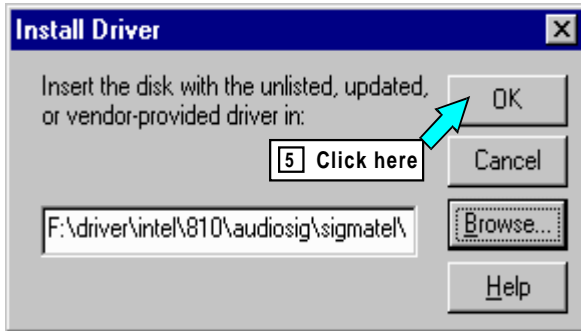 Install Driver
Insert the disk with the unlisted, updated,
or vendor-provided driver in:
OK
5 Click here
Cancel
F:\driver\intel\810\audiosig\sigmatel\
Browse...
Help